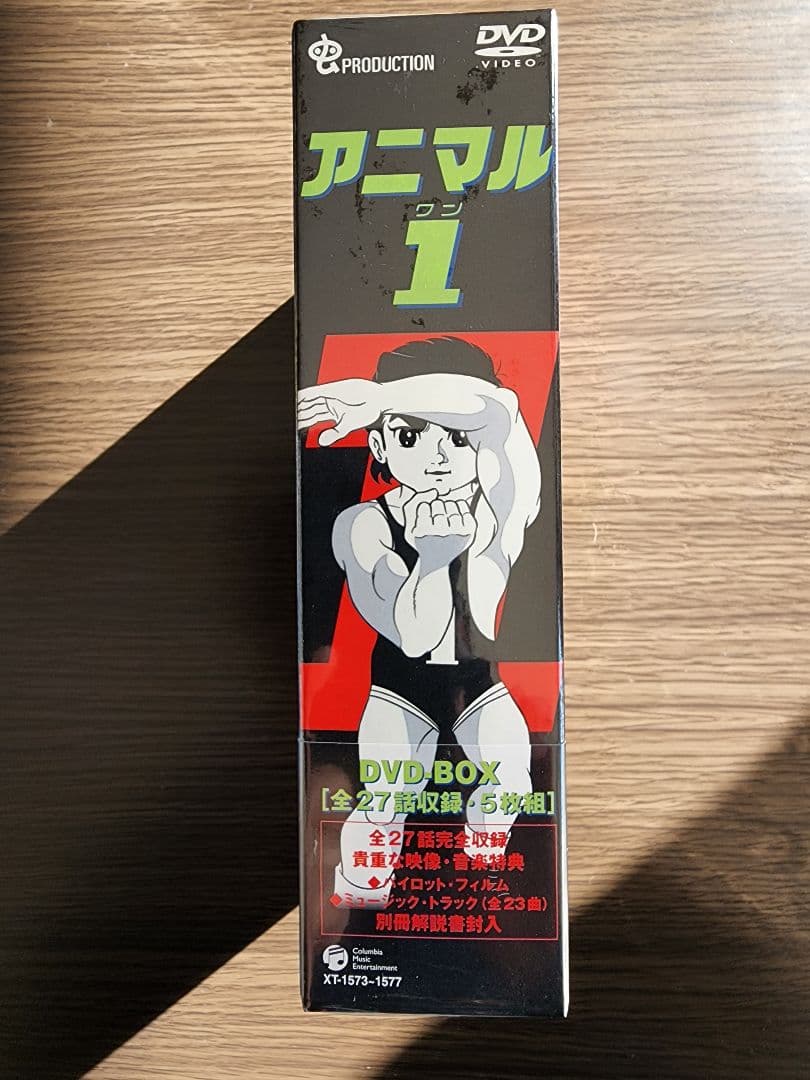 虫 PRODUCTION
DVD
VIDEO
アニマル
ワン
1
1
DVD-BOX
[全27話収録・5枚組]
全27話完全収録
貴重な映像・音楽特典
◆パイロット・フィルム
◆ミュージック・トラック(全23曲)
別冊解説書封入
Columbia
Music
Entertainment
XT-1573~1577